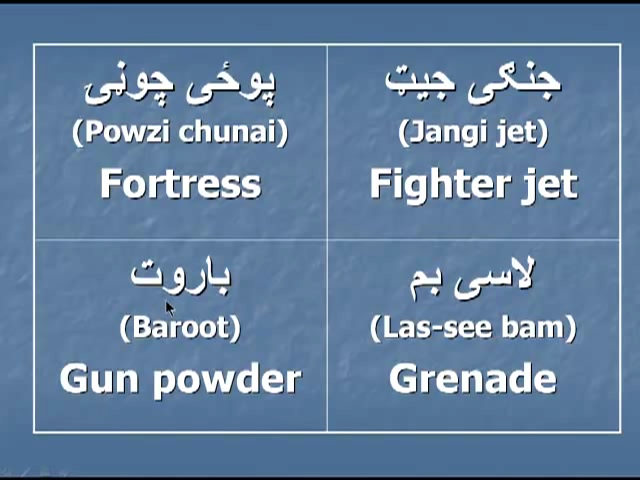 پوځی چوڼۍ
(Powzi chunai)
Fortress
جنګی جیټ
(Jangi jet)
Fighter jet
باروت
(Baroot)
Gun powder
لاسی بم
(Las-see bam)
Grenade